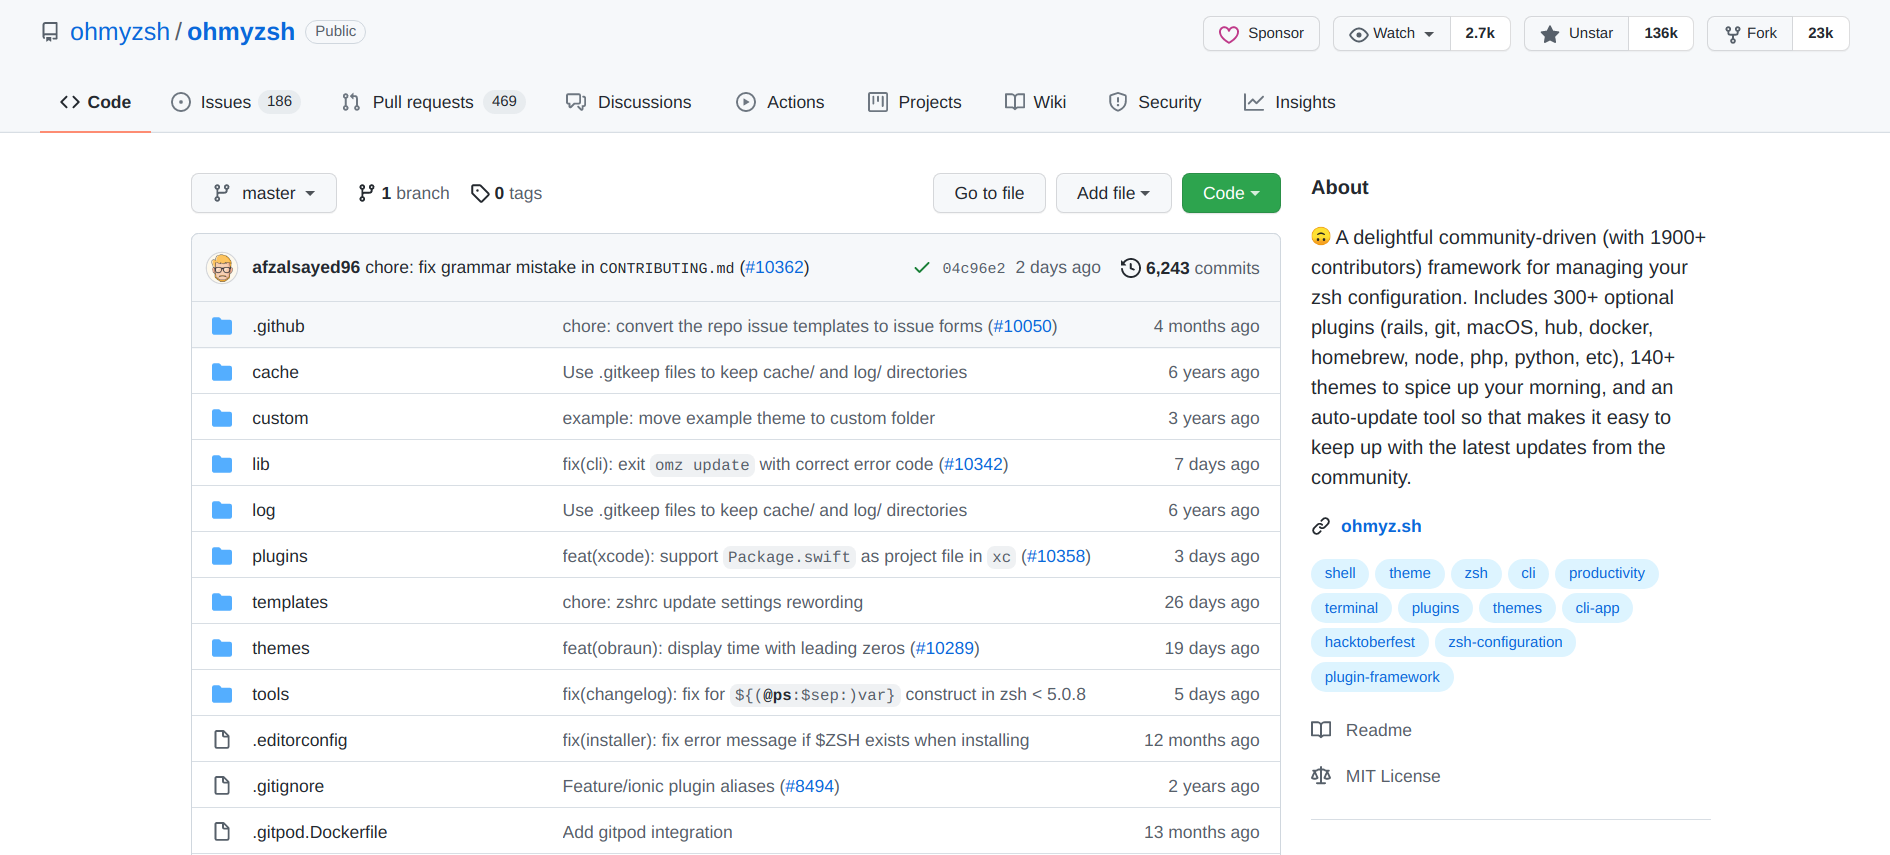 ohmyzsh / ohmyzsh Public Sponsor Watch 2.7k Unstar 136k Fork 23k
Code Issues 186 Pull requests 469 Discussions Actions Projects Wiki Security Insights
master 1 branch 0 tags Go to file Add file Code
afzalsayed96 chore: fix grammar mistake in CONTRIBUTING.md (#10362) 04c96e2 2 days ago 6,243 commits
.github chore: convert the repo issue templates to issue forms (#10050) 4 months ago
cache Use .gitkeep files to keep cache/ and log/ directories 6 years ago
custom example: move example theme to custom folder 3 years ago
lib fix(cli): exit omz update with correct error code (#10342) 7 days ago
log Use .gitkeep files to keep cache/ and log/ directories 6 years ago
plugins feat(xcode): support Package.swift as project file in xc (#10358) 3 days ago
templates chore: zshrc update settings rewording 26 days ago
themes feat(obraun): display time with leading zeros (#10289) 19 days ago
tools fix(changelog): fix for ${(@ps:$sep:)var} construct in zsh < 5.0.8 5 days ago
.editorconfig fix(installer): fix error message if $ZSH exists when installing 12 months ago
.gitignore Feature/ionic plugin aliases (#8494) 2 years ago
.gitpod.Dockerfile Add gitpod integration 13 months ago
About
🙃 A delightful community-driven (with 1900+
contributors) framework for managing your
zsh configuration. Includes 300+ optional
plugins (rails, git, macOS, hub, docker,
homebrew, node, php, python, etc), 140+
themes to spice up your morning, and an
auto-update tool so that makes it easy to
keep up with the latest updates from the
community.
ohmyz.sh
shell theme zsh cli productivity
terminal plugins themes cli-app
hacktoberfest zsh-configuration
plugin-framework
Readme
MIT License